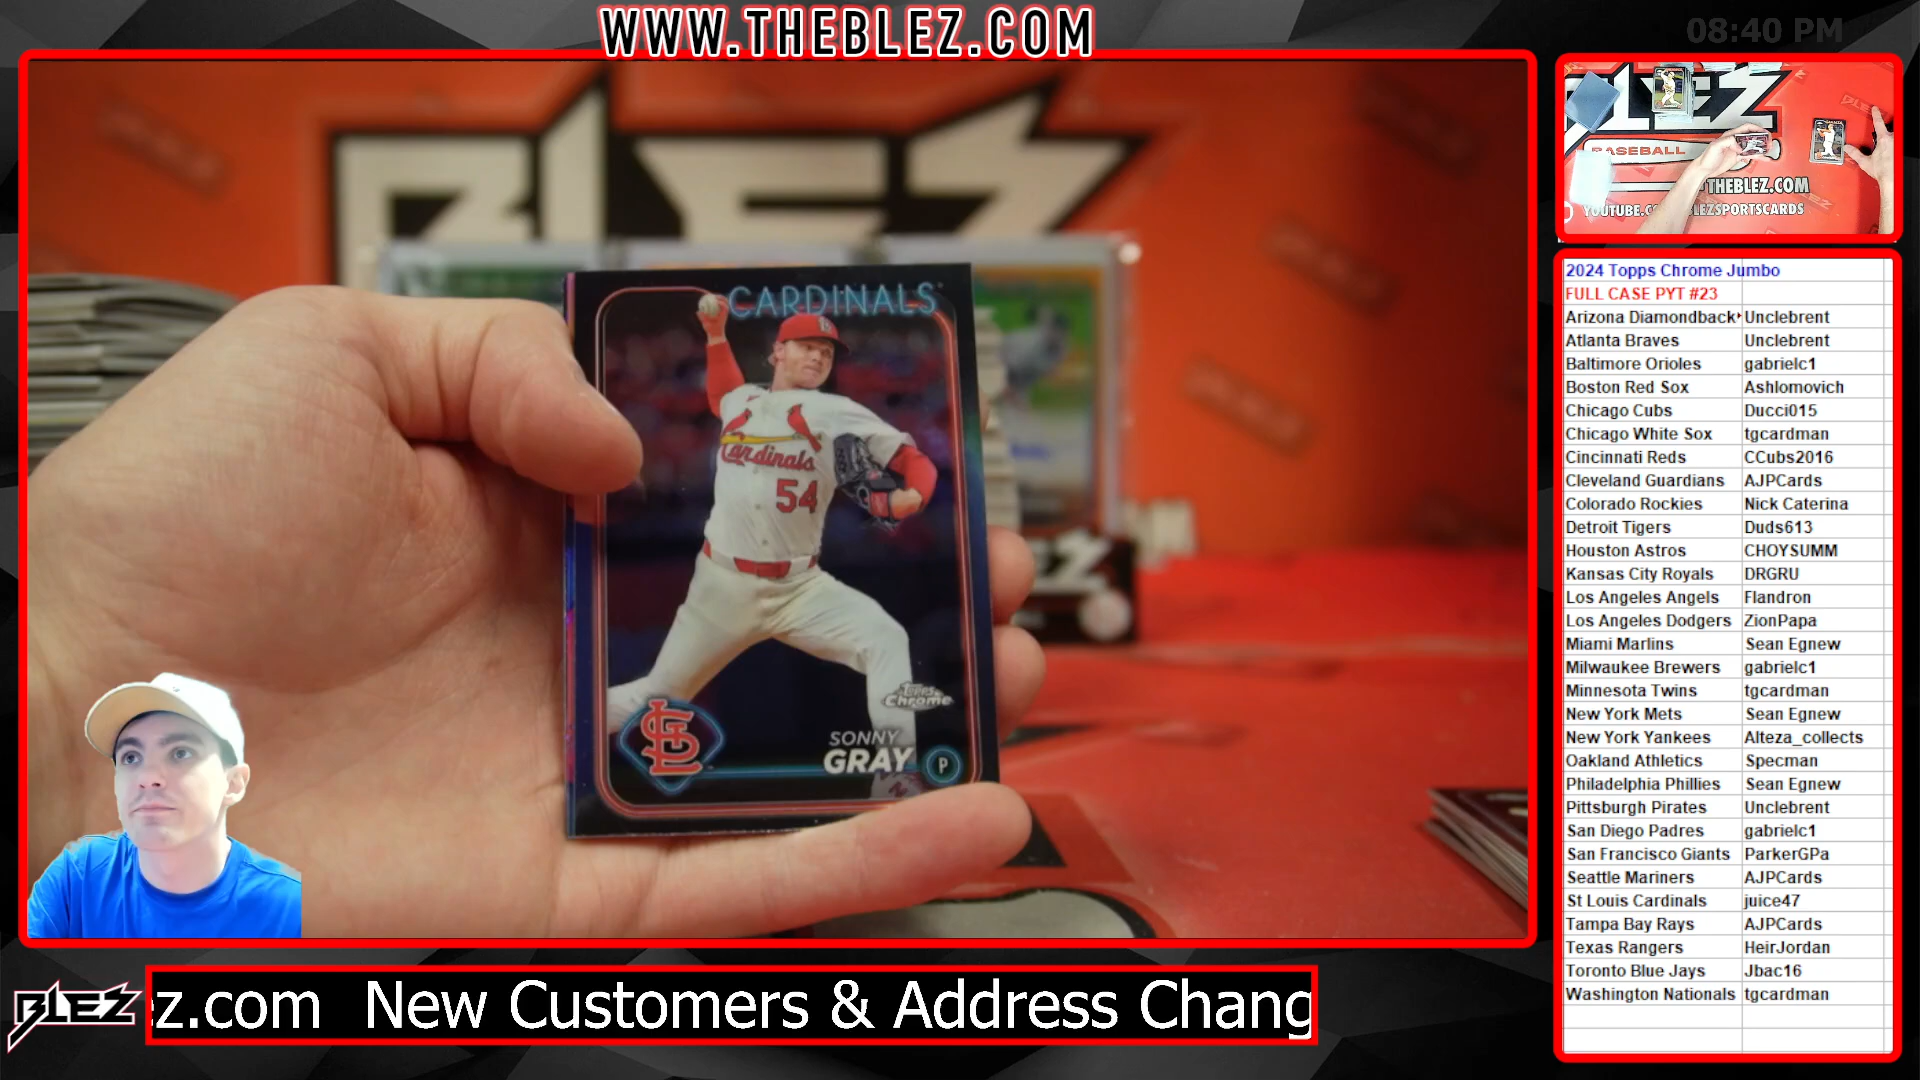 WWW.THEBLEZ.COM
08:40 PM
BLEZ
CARDINALS
Cardinals
54
Topps
Chrome
SONNY
GRAY
P
STL
BASEBALL
THEBLEZ.COM
2024 Topps Chrome Jumbo
FULL CASE PYT #23
Arizona Diamondback Unclebrent
Atlanta Braves Unclebrent
Baltimore Orioles gabrielc1
Boston Red Sox Ashlomovich
Chicago Cubs Ducci015
Chicago White Sox tgcardman
Cincinnati Reds CCubs2016
Cleveland Guardians AJPCards
Colorado Rockies Nick Caterina
Detroit Tigers Duds613
Houston Astros CHOYSUMM
Kansas City Royals DRGRU
Los Angeles Angels Flandron
Los Angeles Dodgers ZionPapa
Miami Marlins Sean Egnew
Milwaukee Brewers gabrielc1
Minnesota Twins tgcardman
New York Mets Sean Egnew
New York Yankees Alteza_collects
Oakland Athletics Specman
Philadelphia Phillies Sean Egnew
Pittsburgh Pirates Unclebrent
San Diego Padres gabrielc1
San Francisco Giants ParkerGPa
Seattle Mariners AJPCards
St Louis Cardinals juice47
Tampa Bay Rays AJPCards
Texas Rangers HeirJordan
Toronto Blue Jays Jbac16
Washington Nationals tgcardman
BLEZ
ez.com New Customers & Address Chang